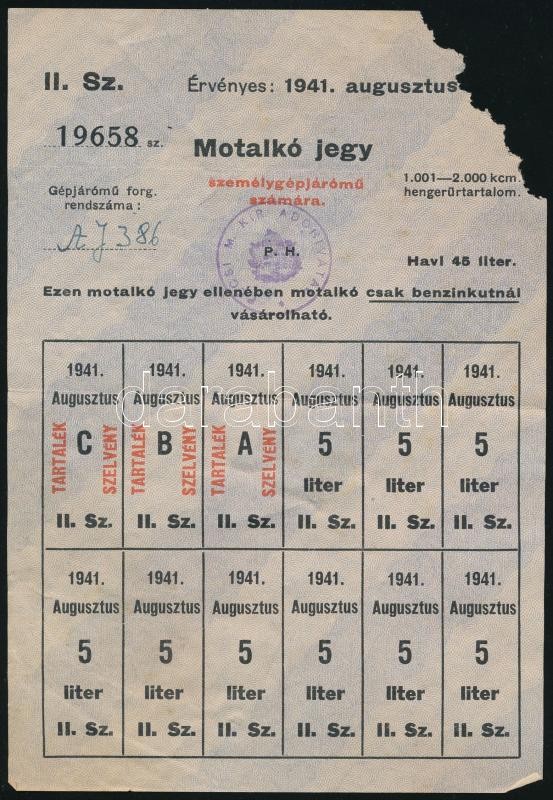 II. Sz.
Érvényes: 1941. augusztus
19658 sz.
Motalkó jegy
személygépjárómű
számára.
1.001—2.000 kcm.
hengerűrtartalom.
Gépjárómű forg.
rendszáma:
AJ 386
M. KIR. ADÓHIVATAL
P. H.
Havi 45 liter.
Ezen motalkó jegy ellenében motalkó csak benzinkutnál
vásárolható.
1941. 1941. 1941. 1941. 1941. 1941.
Augusztus Augusztus Augusztus Augusztus Augusztus Augusztus
TARTALÉK C SZELVÉNY TARTALÉK B SZELVÉNY TARTALÉK A SZELVÉNY 5 5 5
liter liter liter
II. Sz. II. Sz. II. Sz. II. Sz. II. Sz. II. Sz.
1941. 1941. 1941. 1941. 1941. 1941.
Augusztus Augusztus Augusztus Augusztus Augusztus Augusztus
5 5 5 5 5 5
liter liter liter liter liter liter
II. Sz. II. Sz. II. Sz. II. Sz. II. Sz. II. Sz.
darabanth